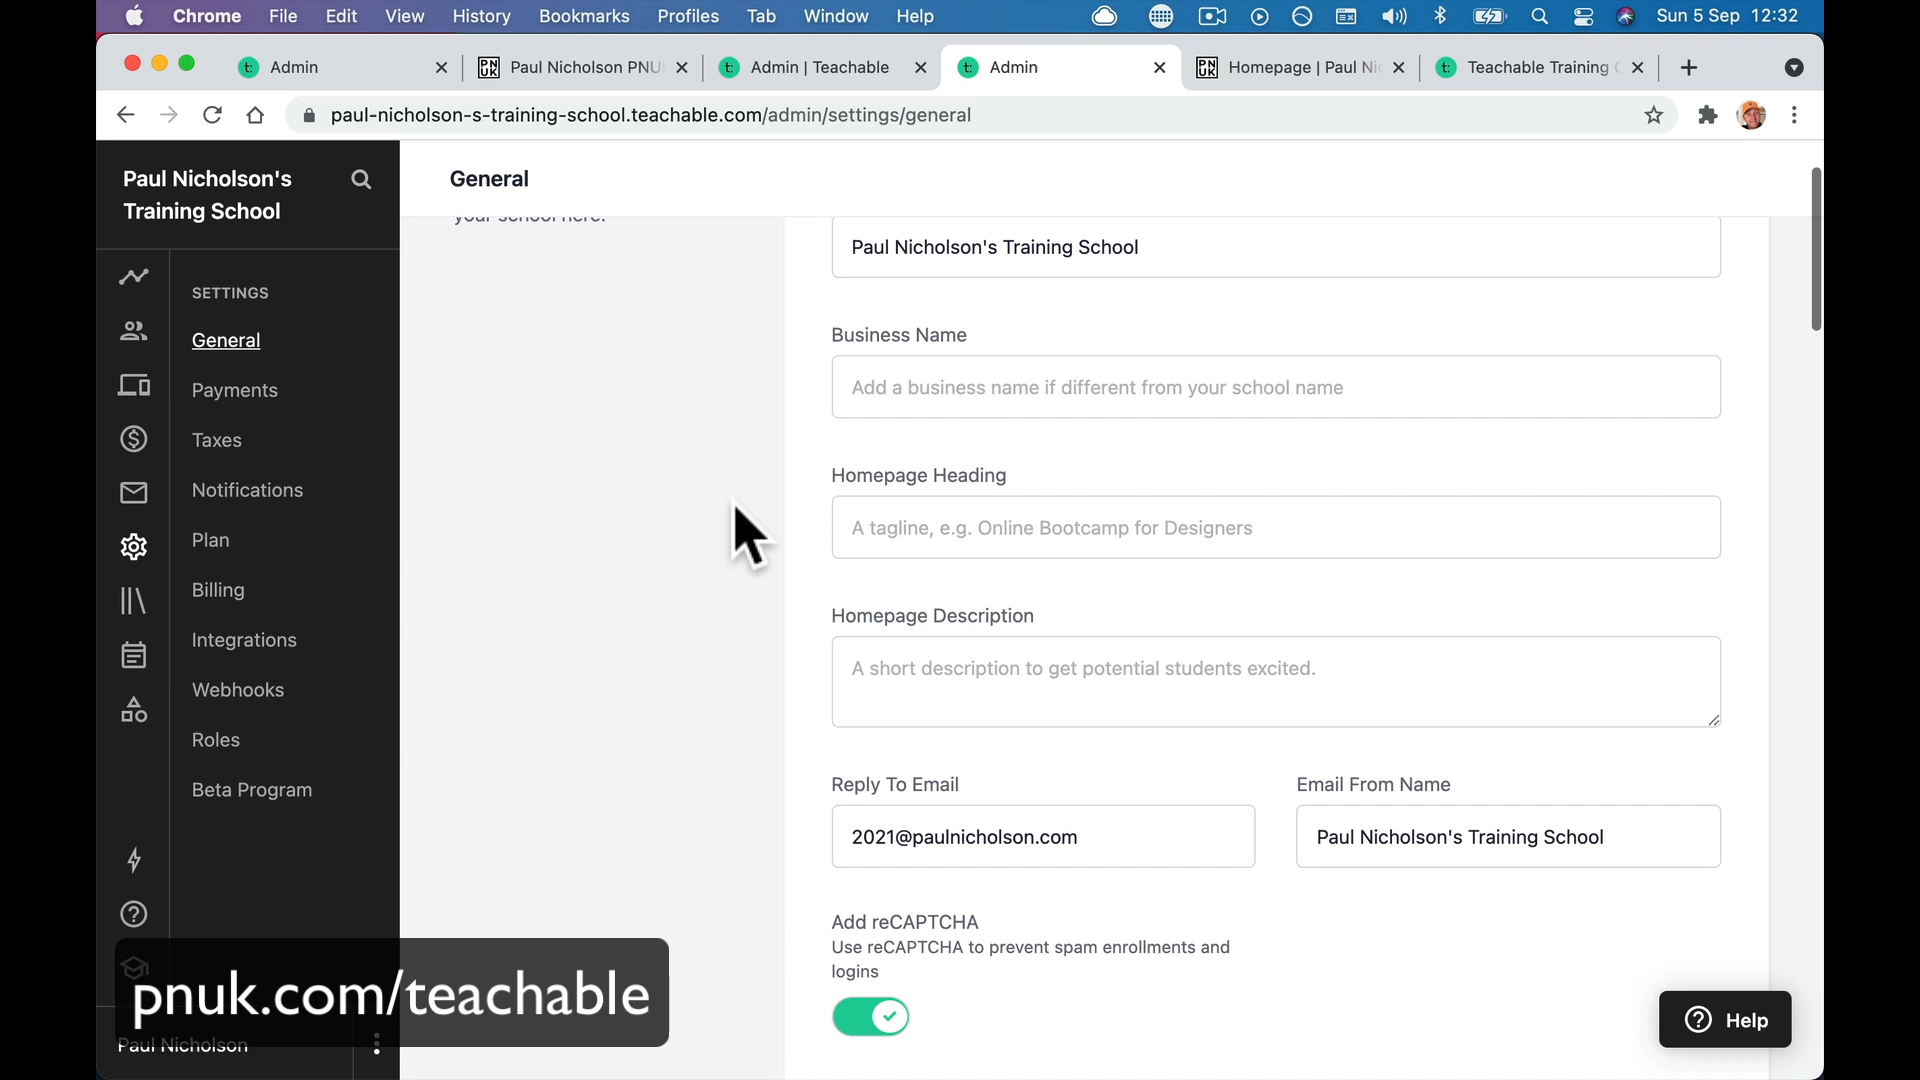 Chrome File Edit View History Bookmarks Profiles Tab Window Help Sun 5 Sep 12:32
Admin Paul Nicholson PNU Admin | Teachable Admin Homepage | Paul Ni Teachable Training
paul-nicholson-s-training-school.teachable.com/admin/settings/general
Paul Nicholson's
Training School
SETTINGS
General
Payments
Taxes
Notifications
Plan
Billing
Integrations
Webhooks
Roles
Beta Program
Paul Nicholson
pnuk.com/teachable
General
your school here.
Paul Nicholson's Training School
Business Name
Add a business name if different from your school name
Homepage Heading
A tagline, e.g. Online Bootcamp for Designers
Homepage Description
A short description to get potential students excited.
Reply To Email
2021@paulnicholson.com
Email From Name
Paul Nicholson's Training School
Add reCAPTCHA
Use reCAPTCHA to prevent spam enrollments and
logins
Help